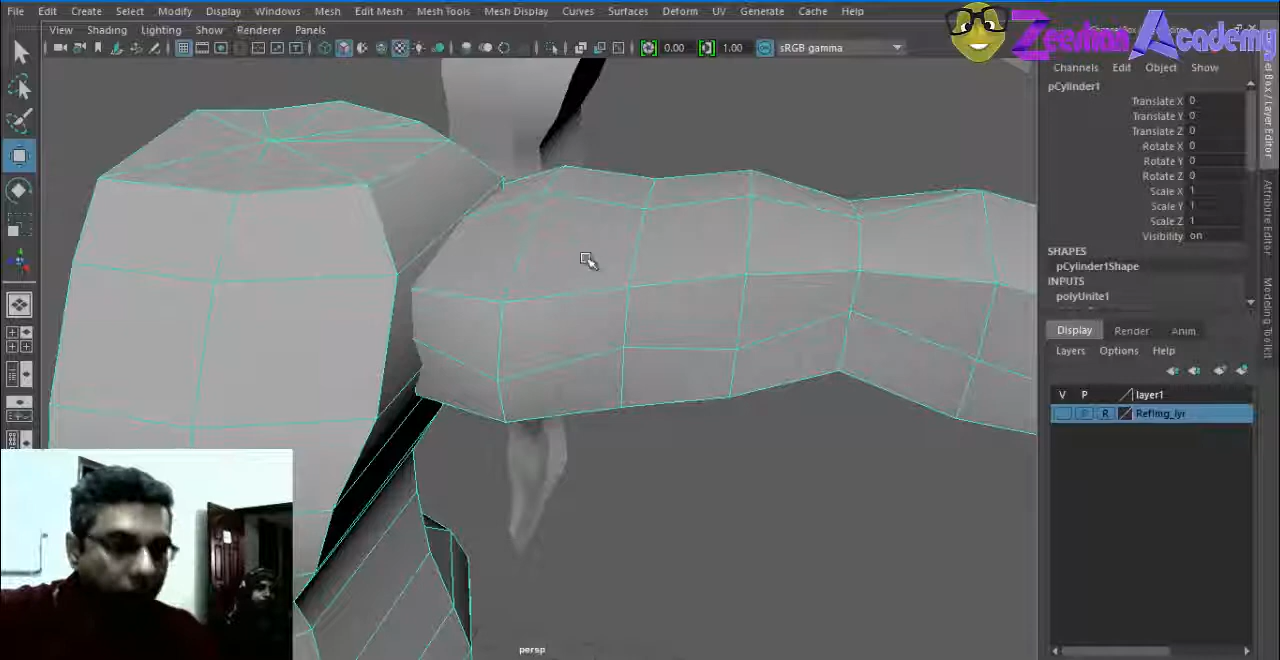 File Edit Create Select Modify Display Windows Mesh Edit Mesh Mesh Tools Mesh Display Curves Surfaces Deform UV Generate Cache Help
Zeeshan Academy
View Shading Lighting Show Renderer Panels
0.00 1.00 sRGB gamma
Channels Edit Object Show
pCylinder1
Translate X 0
Translate Y 0
Translate Z 0
Rotate X 0
Rotate Y 0
Rotate Z 0
Scale X 1
Scale Y 1
Scale Z 1
Visibility on
SHAPES
pCylinder1Shape
INPUTS
polyUnite1
Display Render Anim
Layers Options Help
V P layer1
R RefImg_lyr
persp
Box / Layer Editor
Attribute Editor
Modeling Toolkit